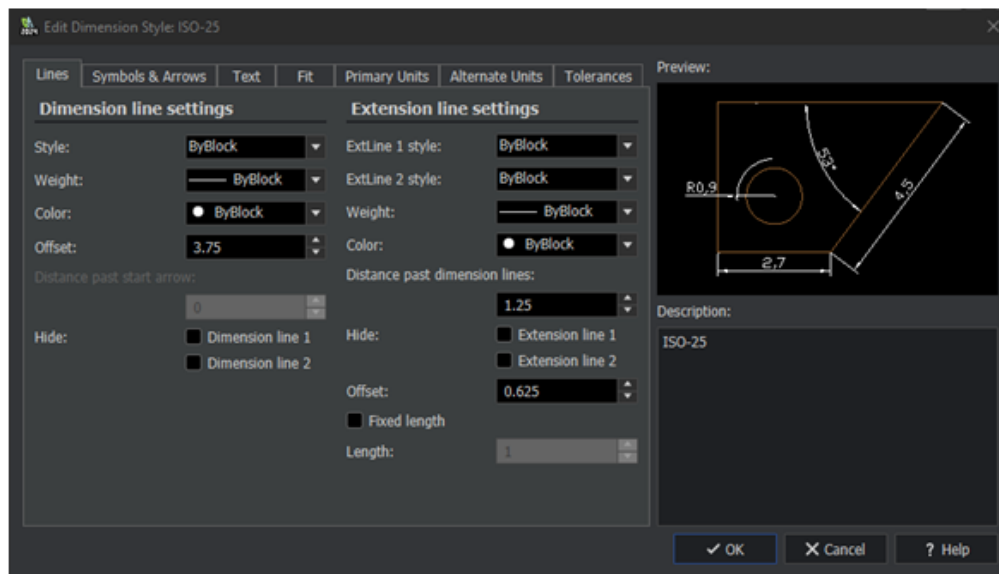 2024 Edit Dimension Style: ISO-25
Lines Symbols & Arrows Text Fit Primary Units Alternate Units Tolerances
Dimension line settings
Style: ByBlock
Weight: ByBlock
Color: ByBlock
Offset: 3.75
Distance past start arrow:
0
Hide: Dimension line 1
Dimension line 2
Extension line settings
ExtLine 1 style: ByBlock
ExtLine 2 style: ByBlock
Weight: ByBlock
Color: ByBlock
Distance past dimension lines:
1.25
Hide: Extension line 1
Extension line 2
Offset: 0.625
Fixed length
Length: 1
Preview:
53°
R0,9
4,5
2,7
Description:
ISO-25
OK Cancel ? Help